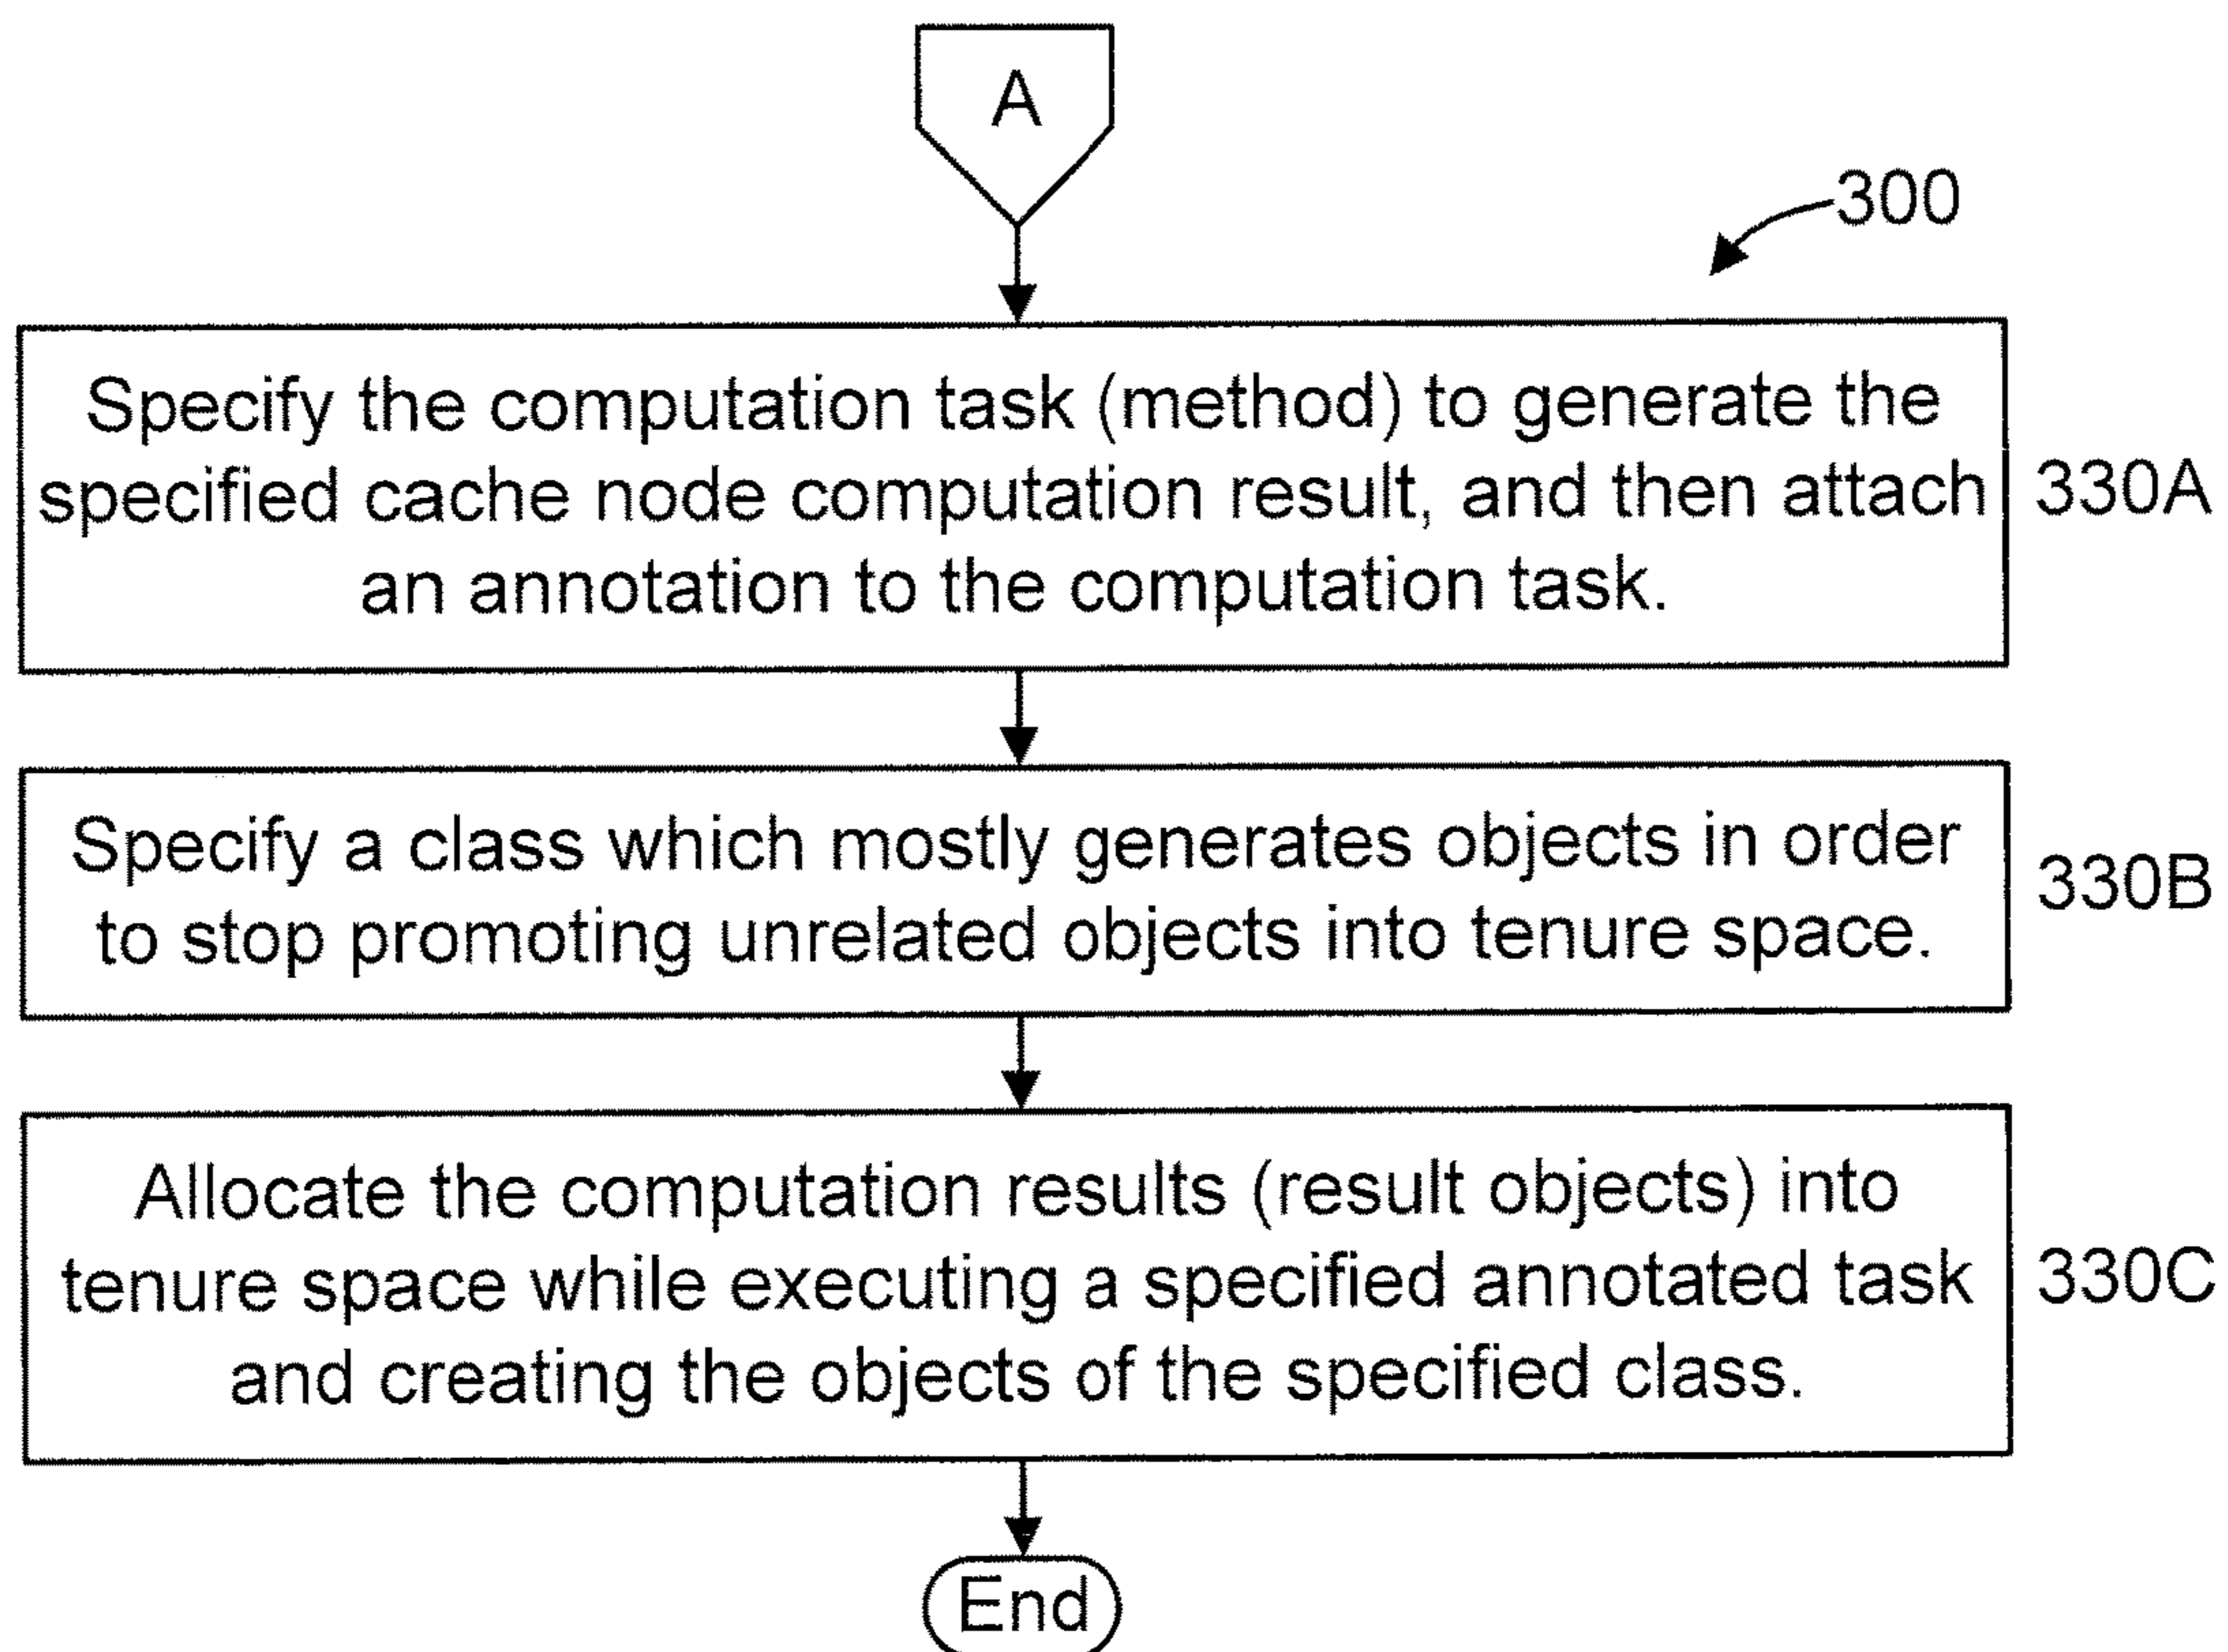 A
300
Specify the computation task (method) to generate the
specified cache node computation result, and then attach
an annotation to the computation task.
330A
Specify a class which mostly generates objects in order
to stop promoting unrelated objects into tenure space.
330B
Allocate the computation results (result objects) into
tenure space while executing a specified annotated task
and creating the objects of the specified class.
330C
End